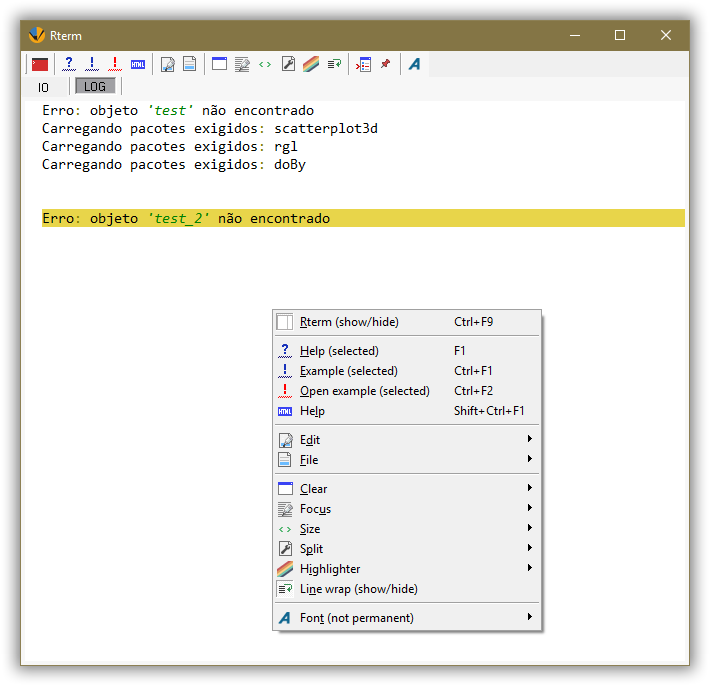 Rterm
HTML
IO LOG
Erro: objeto 'test' não encontrado
Carregando pacotes exigidos: scatterplot3d
Carregando pacotes exigidos: rgl
Carregando pacotes exigidos: doBy
Erro: objeto 'test_2' não encontrado
Rterm (show/hide) Ctrl+F9
Help (selected) F1
Example (selected) Ctrl+F1
Open example (selected) Ctrl+F2
HTML Help Shift+Ctrl+F1
Edit
File
Clear
Focus
Size
Split
Highlighter
Line wrap (show/hide)
Font (not permanent)